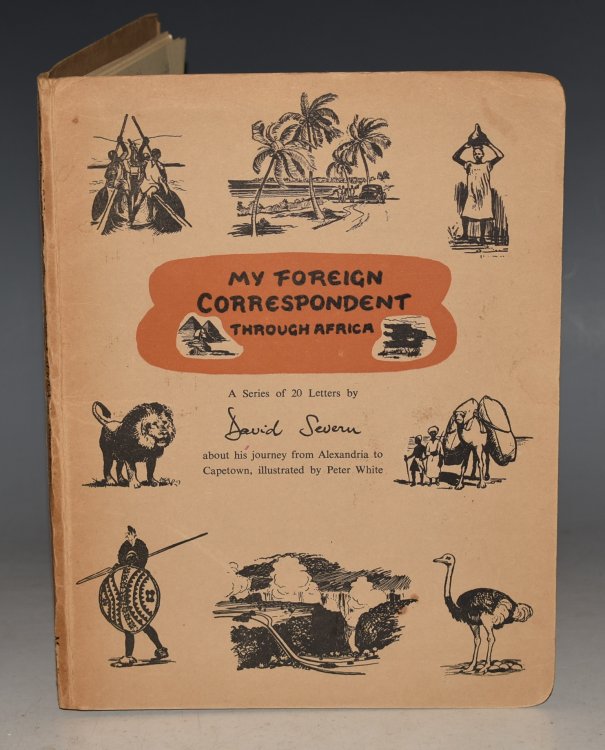 MY FOREIGN
CORRESPONDENT
THROUGH AFRICA
A Series of 20 Letters by
David Severn
about his journey from Alexandria to
Capetown, illustrated by Peter White